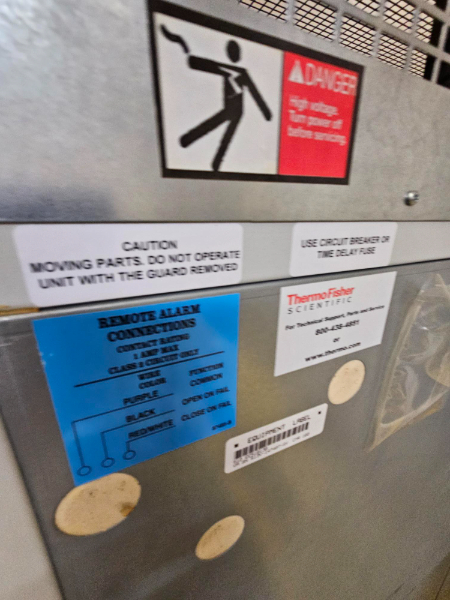 DANGER
High voltage.
Turn power off
before servicing.
CAUTION
MOVING PARTS. DO NOT OPERATE
UNIT WITH THE GUARD REMOVED
USE CIRCUIT BREAKER OR
TIME DELAY FUSE
REMOTE ALARM
CONNECTIONS
CONTACT RATING
1 AMP MAX
CLASS 2 CIRCUIT ONLY
WIRE COLOR FUNCTION
PURPLE COMMON
BLACK OPEN ON FAIL
RED/WHITE CLOSE ON FAIL
ThermoFisher
SCIENTIFIC
For Technical Support, Parts and Service
800-438-4851
or
www.thermo.com
EQUIPMENT LABEL